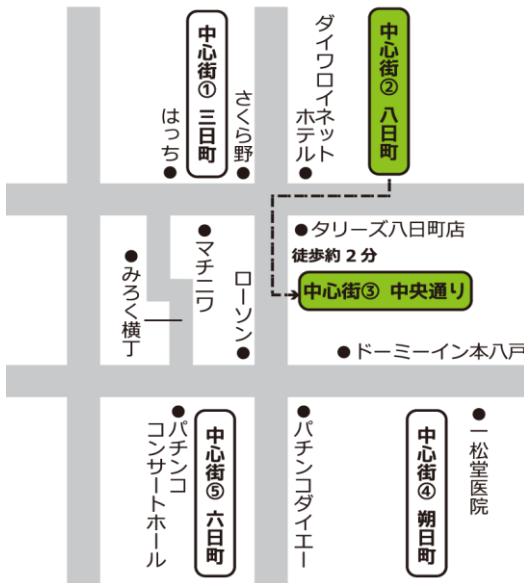 中心街① 三日町
はっち
さくら野
ダイワロイネット
ホテル
中心街② 八日町
タリーズ八日町店
徒歩約2分
中心街③ 中央通り
マチニワ
みろく横丁
ローソン
ドーミーイン本八戸
パチンコ
コンサートホール
中心街⑤ 六日町
パチンコダイエー
中心街④ 朔日町
一松堂医院